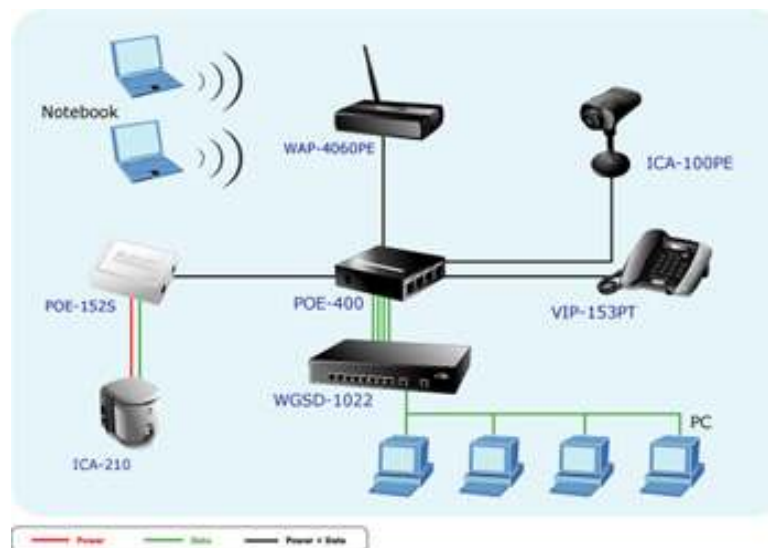 Notebook
WAP-4060PE
ICA-100PE
POE-152S
POE-400
VIP-153PT
WGSD-1022
PC
ICA-210
Power
Data
Power + Data